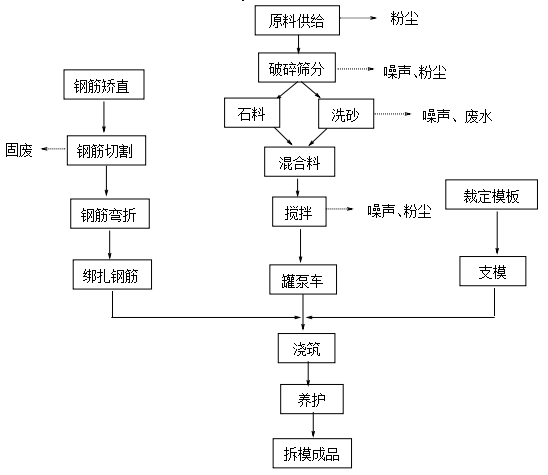 原料供给
粉尘
破碎筛分
噪声、粉尘
钢筋矫直
石料
洗砂
噪声、废水
固废
钢筋切割
混合料
裁定模板
钢筋弯折
搅拌
噪声、粉尘
绑扎钢筋
罐泵车
支模
浇筑
养护
拆模成品